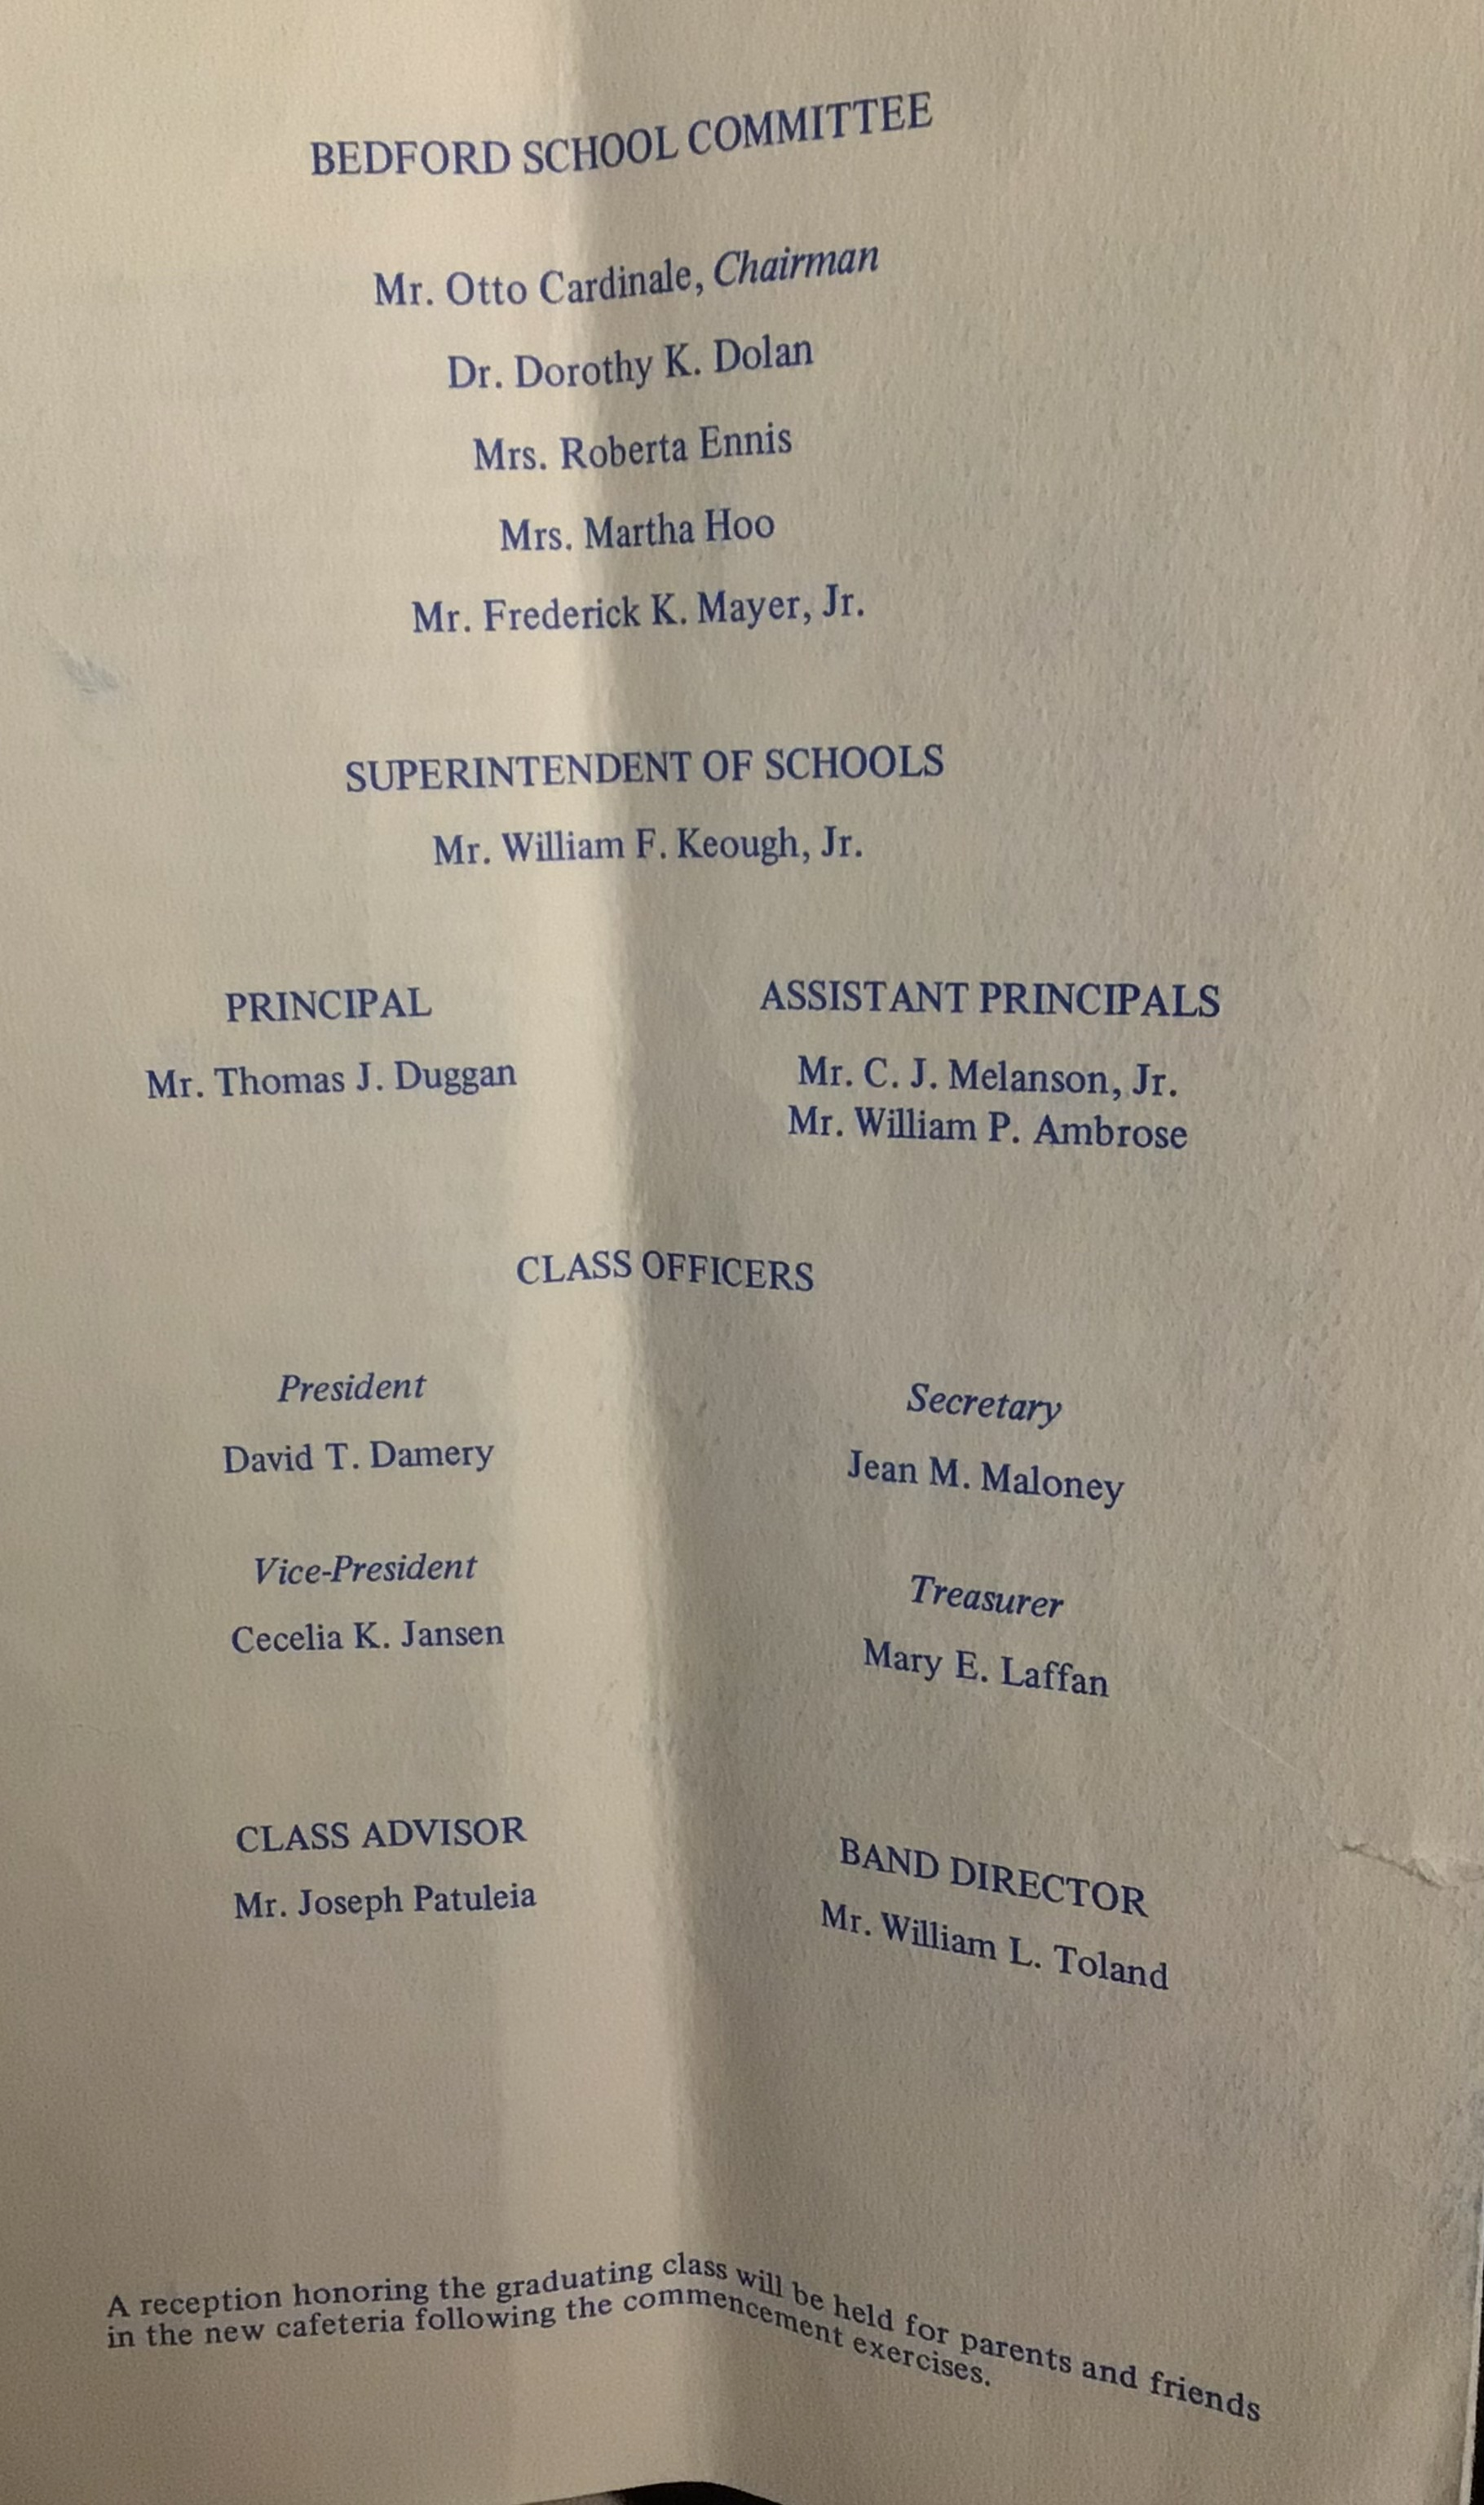 BEDFORD SCHOOL COMMITTEE
Mr. Otto Cardinale, Chairman
Dr. Dorothy K. Dolan
Mrs. Roberta Ennis
Mrs. Martha Hoo
Mr. Frederick K. Mayer, Jr.
SUPERINTENDENT OF SCHOOLS
Mr. William F. Keough, Jr.
PRINCIPAL
Mr. Thomas J. Duggan
ASSISTANT PRINCIPALS
Mr. C. J. Melanson, Jr.
Mr. William P. Ambrose
CLASS OFFICERS
President
David T. Damery
Secretary
Jean M. Maloney
Vice-President
Cecelia K. Jansen
Treasurer
Mary E. Laffan
CLASS ADVISOR
Mr. Joseph Patuleia
BAND DIRECTOR
Mr. William L. Toland
A reception honoring the graduating class will be held for parents and friends
in the new cafeteria following the commencement exercises.